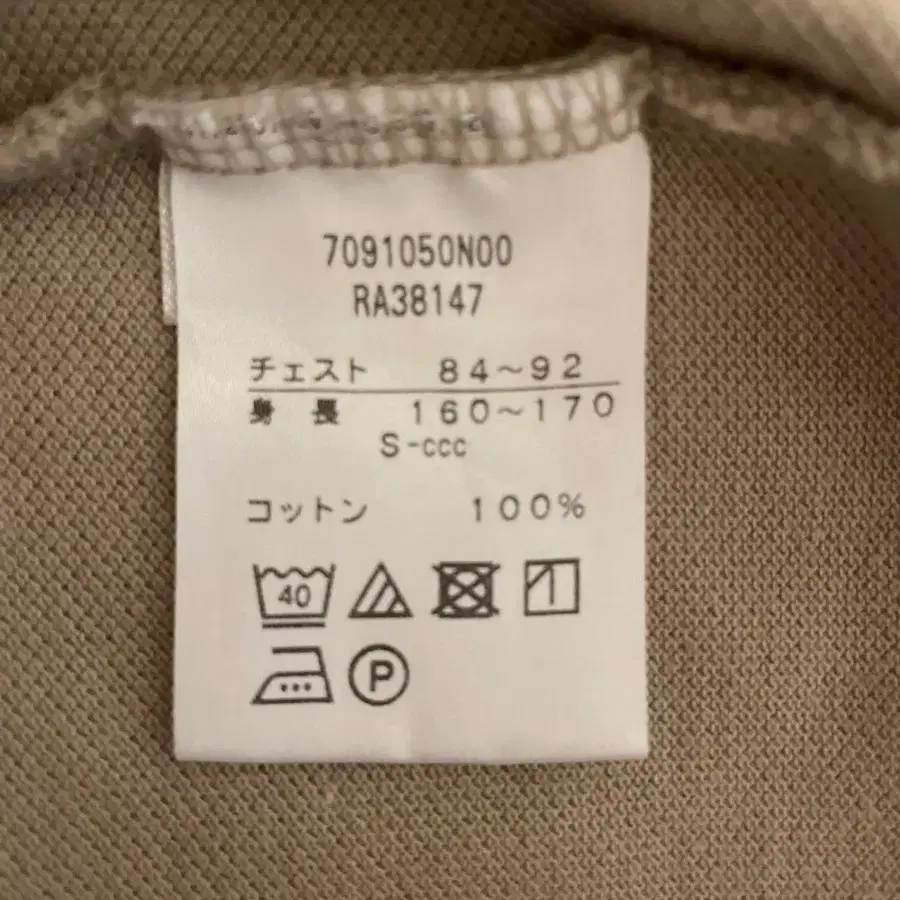 7091050N00
RA38147
チェスト 84～92
身長 160～170
S-ccc
コットン 100%
40
P